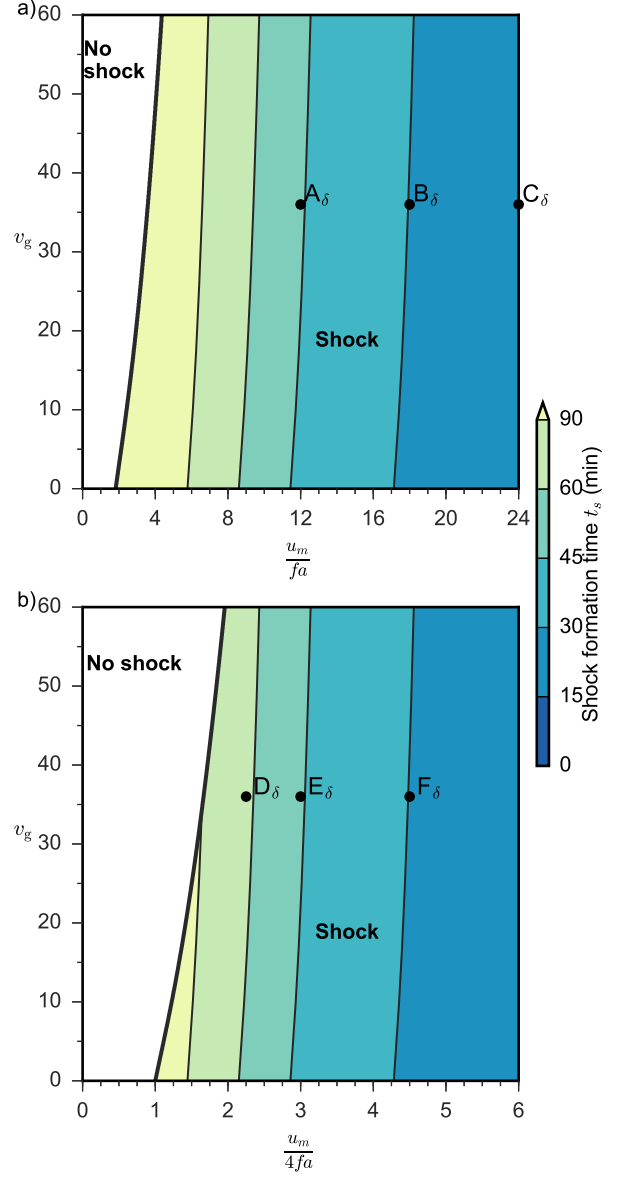 a)
60
50
40
30
20
10
0
v_g
No
shock
A_δ
B_δ
C_δ
Shock
0 4 8 12 16 20 24
u_m
fa
90
60
45
30
15
0
Shock formation time t_s (min)
b)
60
50
40
30
20
10
0
v_g
No shock
D_δ
E_δ
F_δ
Shock
0 1 2 3 4 5 6
u_m
4fa